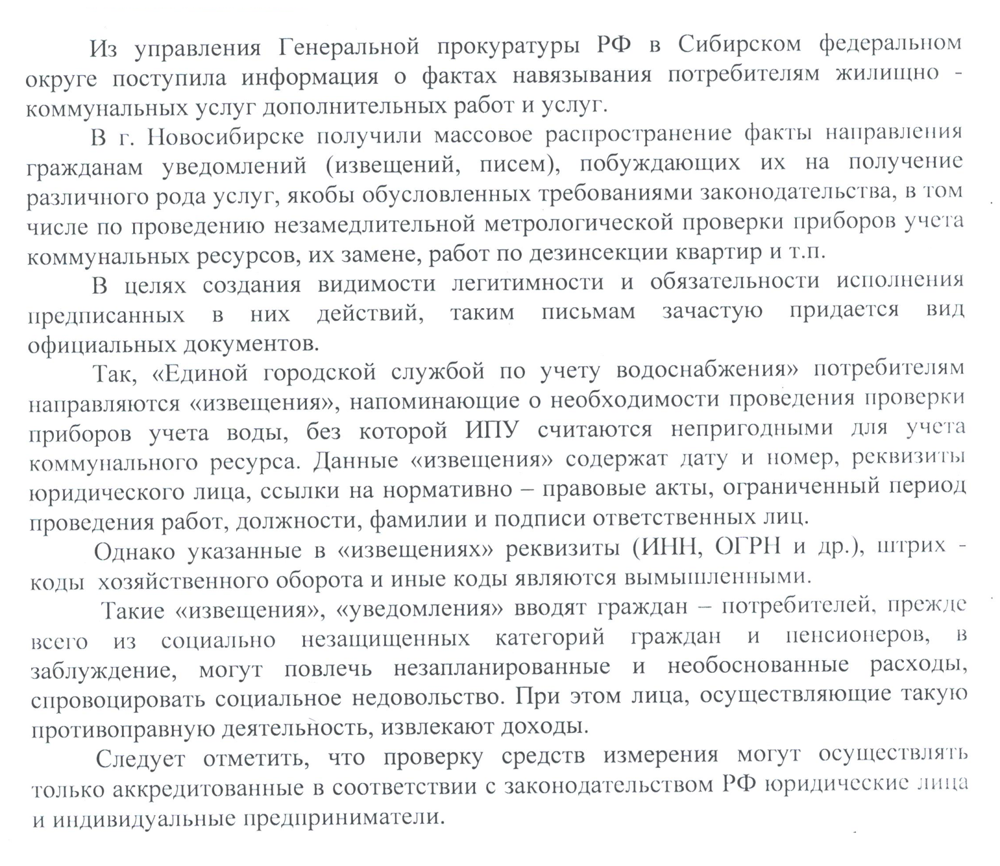 Из управления Генеральной прокуратуры РФ в Сибирском федеральном
округе поступила информация о фактах навязывания потребителям жилищно -
коммунальных услуг дополнительных работ и услуг.
В г. Новосибирске получили массовое распространение факты направления
гражданам уведомлений (извещений, писем), побуждающих их на получение
различного рода услуг, якобы обусловленных требованиями законодательства, в том
числе по проведению незамедлительной метрологической проверки приборов учета
коммунальных ресурсов, их замене, работ по дезинсекции квартир и т.п.
В целях создания видимости легитимности и обязательности исполнения
предписанных в них действий, таким письмам зачастую придается вид
официальных документов.
Так, «Единой городской службой по учету водоснабжения» потребителям
направляются «извещения», напоминающие о необходимости проведения проверки
приборов учета воды, без которой ИПУ считаются непригодными для учета
коммунального ресурса. Данные «извещения» содержат дату и номер, реквизиты
юридического лица, ссылки на нормативно – правовые акты, ограниченный период
проведения работ, должности, фамилии и подписи ответственных лиц.
Однако указанные в «извещениях» реквизиты (ИНН, ОГРН и др.), штрих -
коды хозяйственного оборота и иные коды являются вымышленными.
Такие «извещения», «уведомления» вводят граждан – потребителей, прежде
всего из социально незащищенных категорий граждан и пенсионеров, в
заблуждение, могут повлечь незапланированные и необоснованные расходы,
спровоцировать социальное недовольство. При этом лица, осуществляющие такую
противоправную деятельность, извлекают доходы.
Следует отметить, что проверку средств измерения могут осуществлять
только аккредитованные в соответствии с законодательством РФ юридические лица
и индивидуальные предприниматели.